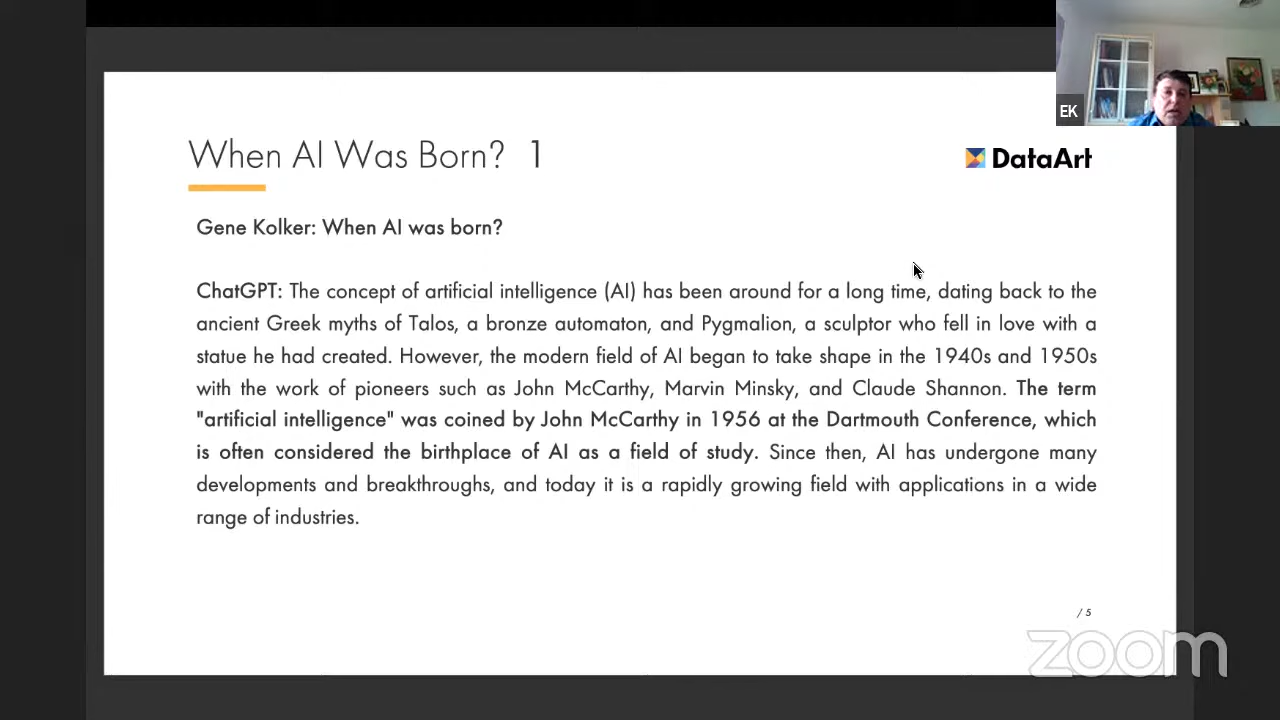 EK
When AI Was Born? 1
DataArt
Gene Kolker: When AI was born?
ChatGPT: The concept of artificial intelligence (AI) has been around for a long time, dating back to the
ancient Greek myths of Talos, a bronze automaton, and Pygmalion, a sculptor who fell in love with a
statue he had created. However, the modern field of AI began to take shape in the 1940s and 1950s
with the work of pioneers such as John McCarthy, Marvin Minsky, and Claude Shannon. The term
"artificial intelligence" was coined by John McCarthy in 1956 at the Dartmouth Conference, which
is often considered the birthplace of AI as a field of study. Since then, AI has undergone many
developments and breakthroughs, and today it is a rapidly growing field with applications in a wide
range of industries.
/ 5
zoom